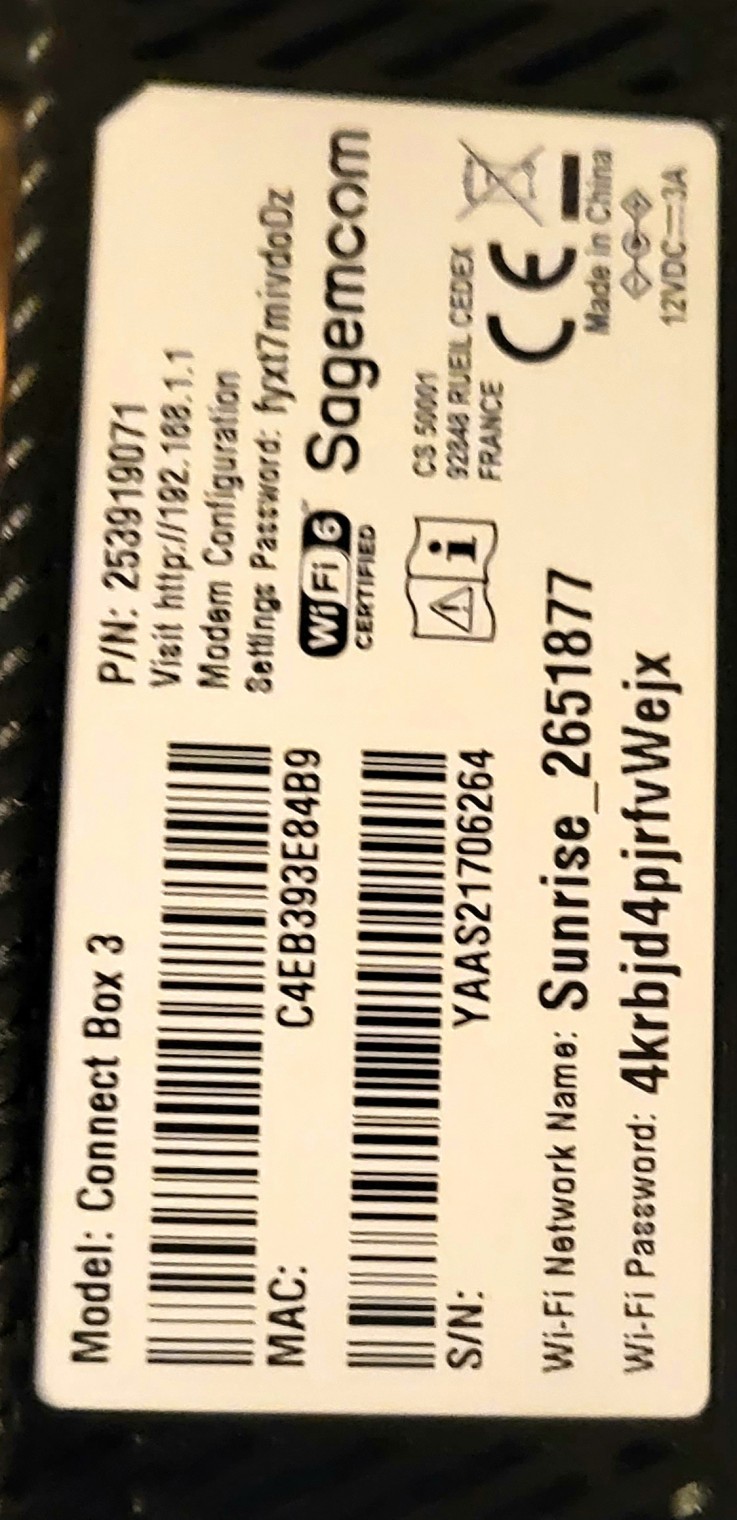 Model: Connect Box 3
MAC:
C4EB393E84B9
S/N:
YAAS21706264
Wi-Fi Network Name: Sunrise_2651877
Wi-Fi Password: 4krbjd4pjrfvWejx
P/N: 253919071
Visit http://192.168.1.1
Modem Configuration
Settings Password: fyxt7mivdoDz
Wi Fi 6
CERTIFIED
Sagemcom
CS 50001
92848 RUEIL CEDEX
FRANCE
CE
Made in China
12VDC 3A